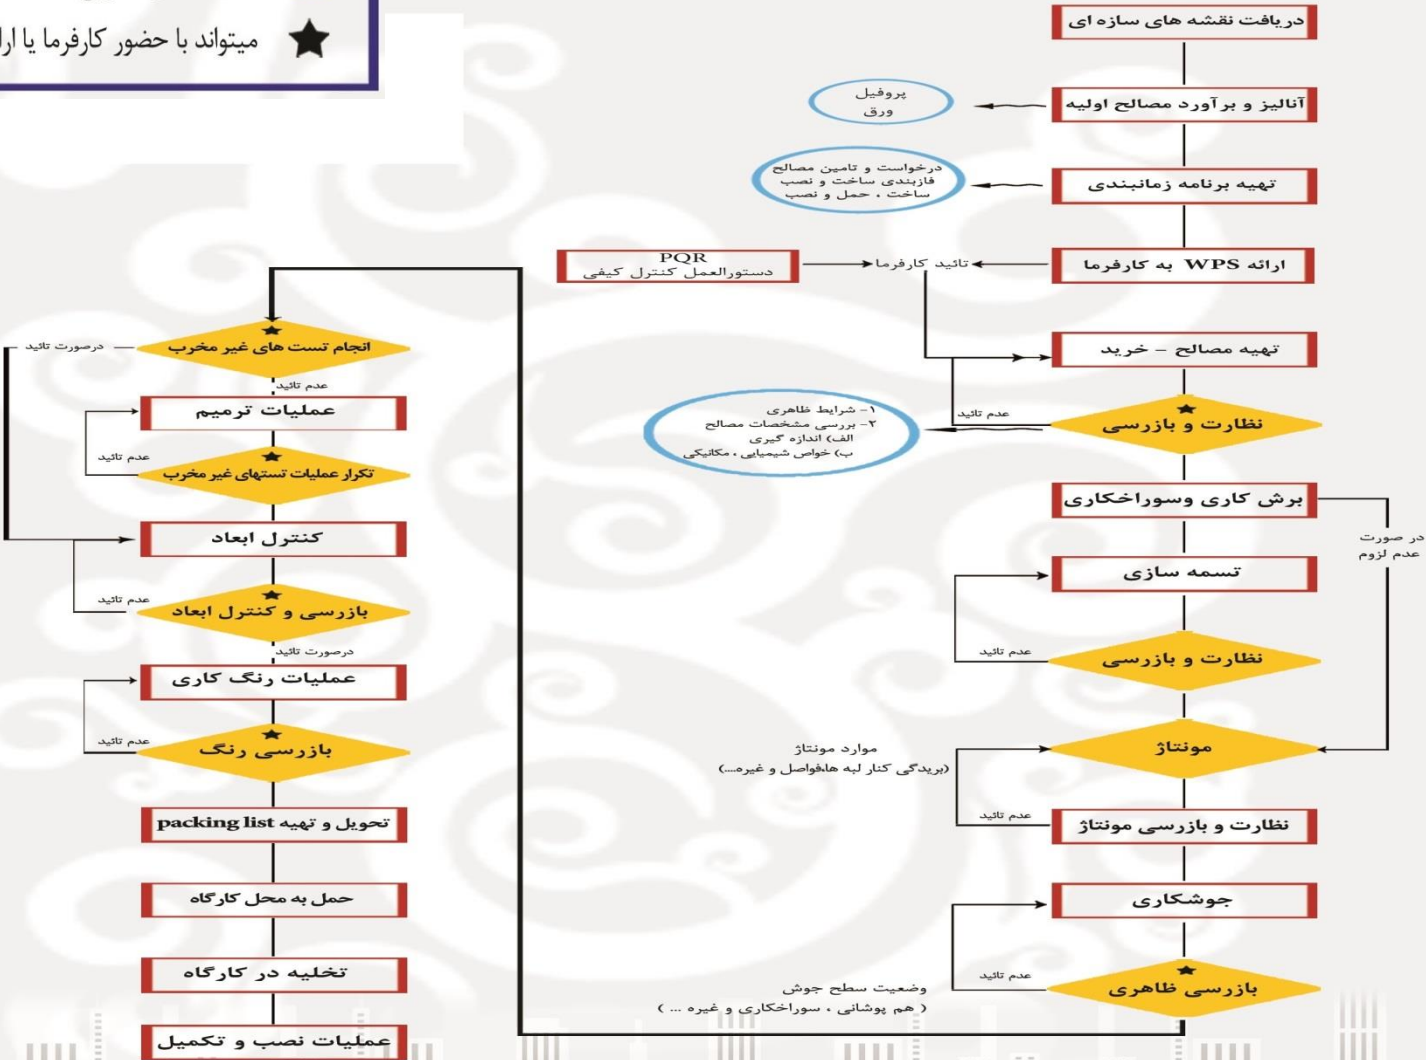 میتواند با حضور کارفرما یا
دریافت نقشه های سازه ای
آنالیز و برآورد مصالح اولیه
پروفیل
ورق
تهیه برنامه زمانبندی
درخواست و تامین مصالح
فازبندی ساخت و نصب
ساخت ، حمل و نصب
ارائه WPS به کارفرما
تائید کارفرما
PQR
دستورالعمل کنترل کیفی
تهیه مصالح – خرید
عدم تائید
نظارت و بازرسی
۱- شرایط ظاهری
۲- بررسی مشخصات مصالح
الف) اندازه گیری
ب) خواص شیمیایی ، مکانیکی
برش کاری وسوراخکاری
در صورت
عدم لزوم
تسمه سازی
عدم تائید
نظارت و بازرسی
مونتاژ
موارد مونتاژ
(بریدگی کنار لبه ها،فواصل و غیره....)
عدم تائید
نظارت و بازرسی مونتاژ
جوشکاری
عدم تائید
بازرسی ظاهری
وضعیت سطح جوش
( هم پوشانی ، سوراخکاری و غیره ... )
انجام تست های غیر مخرب
درصورت تائید
عدم تائید
عملیات ترمیم
عدم تائید
تکرار عملیات تستهای غیر مخرب
کنترل ابعاد
عدم تائید
بازرسی و کنترل ابعاد
درصورت تائید
عملیات رنگ کاری
عدم تائید
بازرسی رنگ
تحویل و تهیه packing list
حمل به محل کارگاه
تخلیه در کارگاه
عملیات نصب و تکمیل